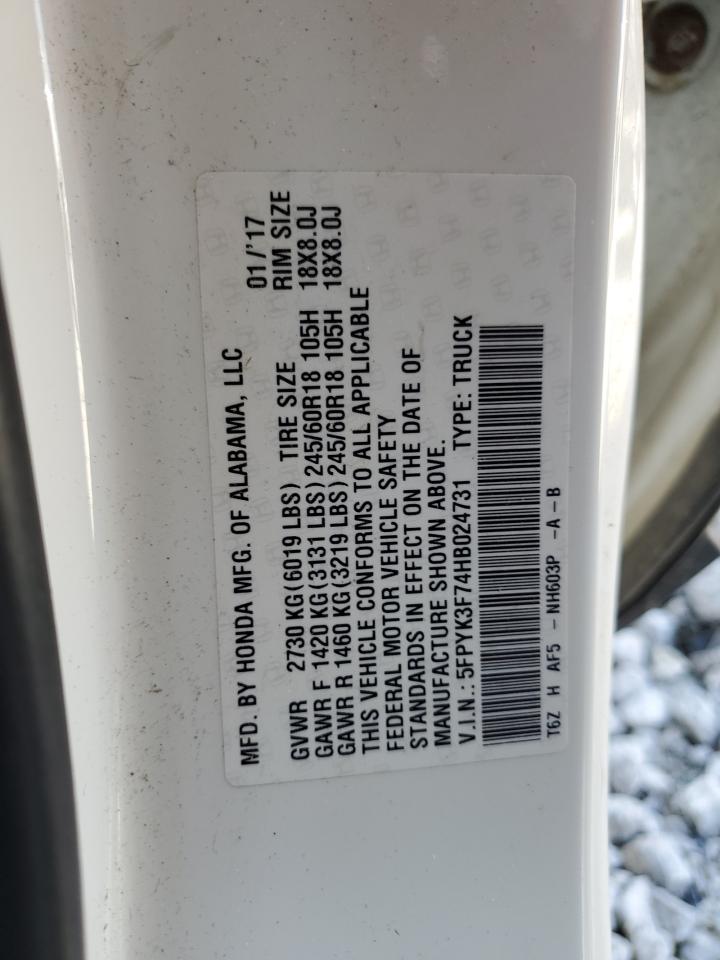 MFD. BY HONDA MFG. OF ALABAMA, LLC 01/'17
GVWR 2730 KG(6019 LBS) TIRE SIZE RIM SIZE
GAWR F 1420 KG(3131 LBS)245/60R18 105H 18X8.0J
GAWR R 1460 KG(3219 LBS)245/60R18 105H 18X8.0J
THIS VEHICLE CONFORMS TO ALL APPLICABLE
FEDERAL MOTOR VEHICLE SAFETY
STANDARDS IN EFFECT ON THE DATE OF
MANUFACTURE SHOWN ABOVE.
V.I.N.: 5FPYK3F74HB024731 TYPE: TRUCK
T6Z H AF5 - NH603P -A-B